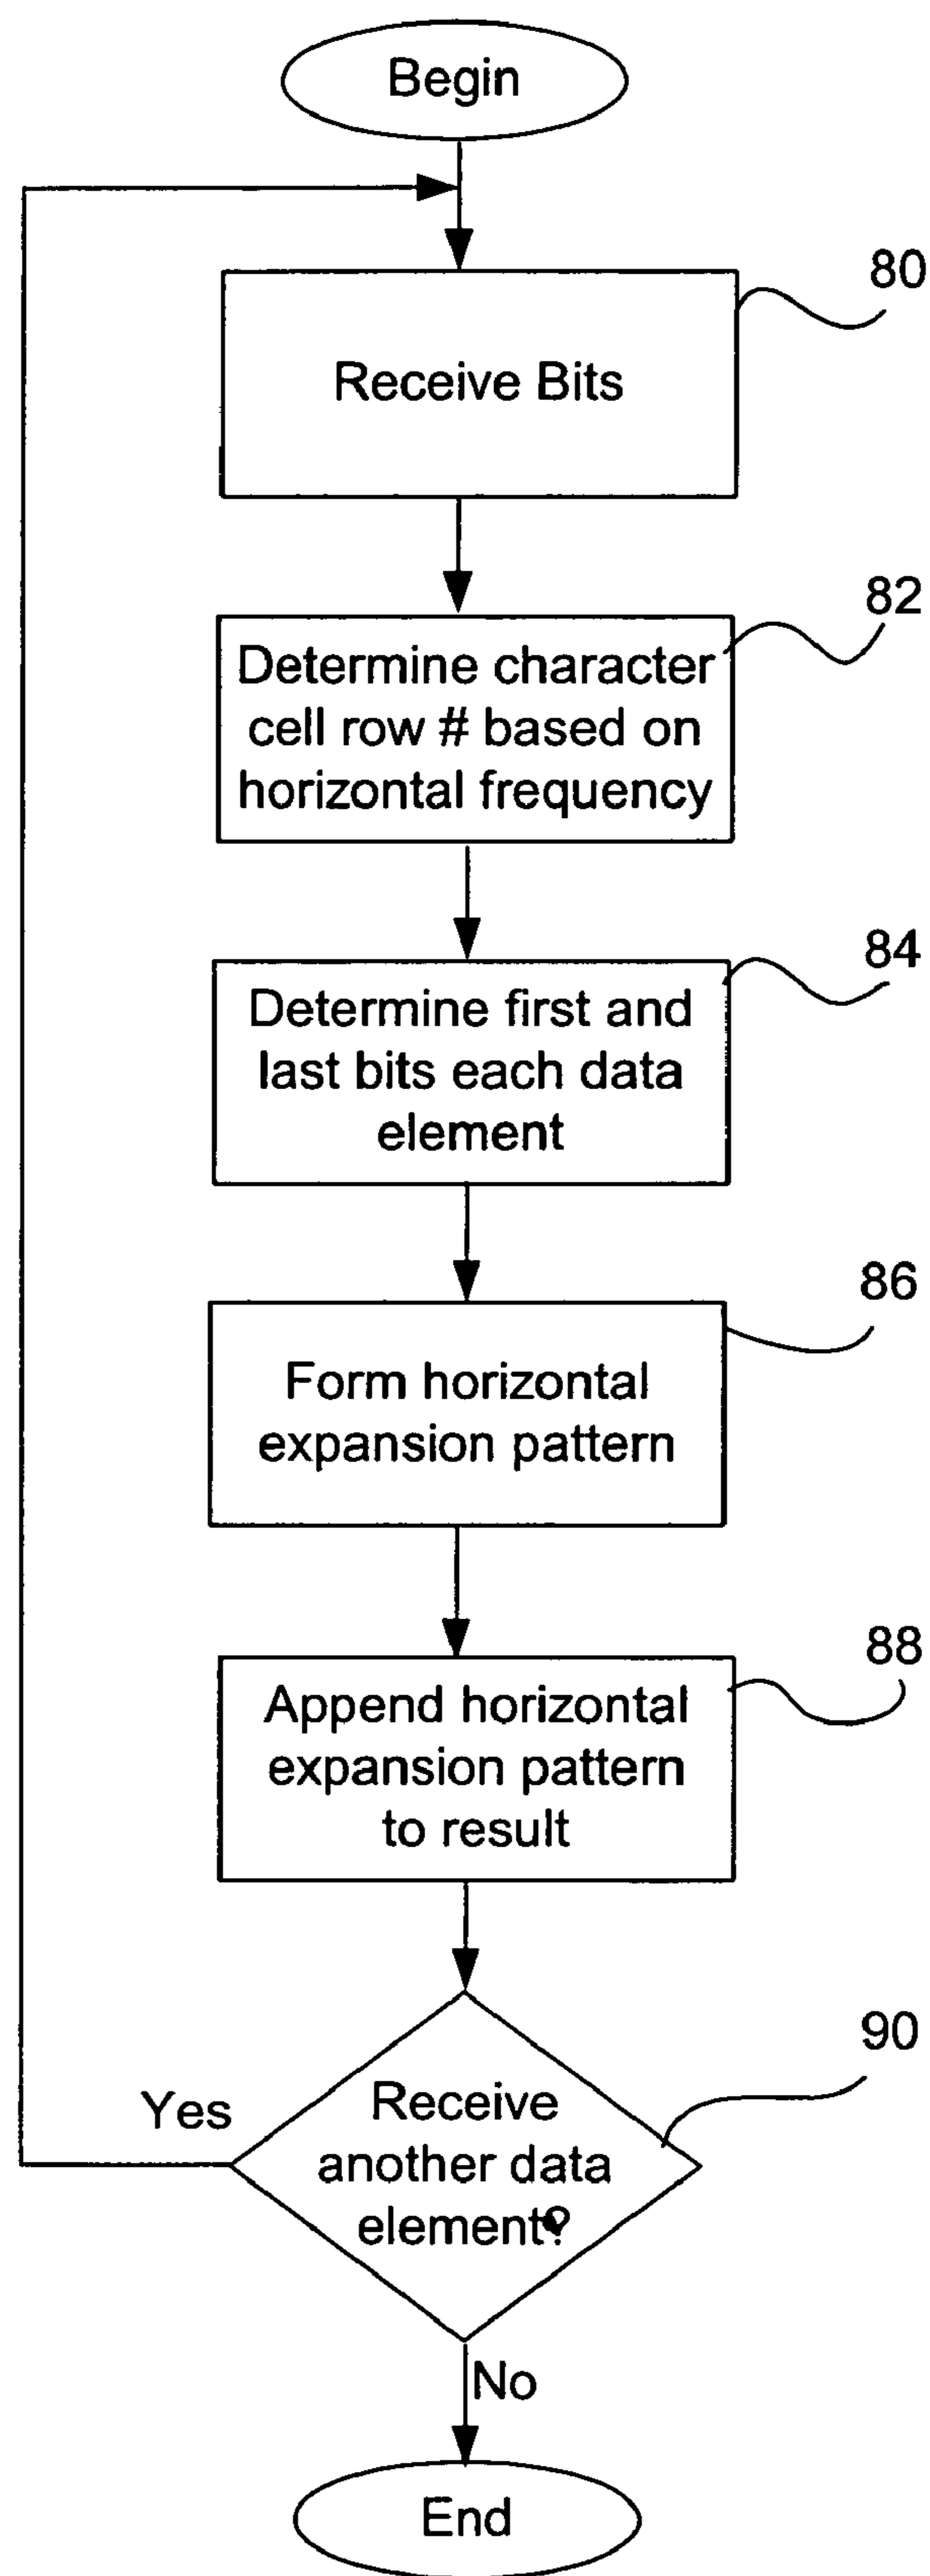 Begin
80
Receive Bits
82
Determine character
cell row # based on
horizontal frequency
84
Determine first and
last bits each data
element
86
Form horizontal
expansion pattern
88
Append horizontal
expansion pattern
to result
90
Yes
Receive
another data
element?
No
End